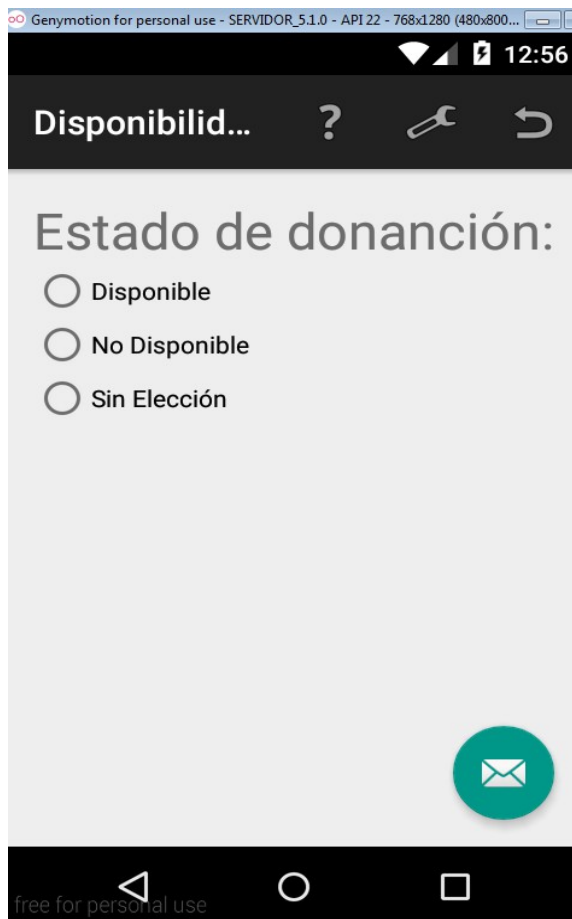 Genymotion for personal use - SERVIDOR_5.1.0 - API 22 - 768x1280 (480x800...
12:56
Disponibilid... ?
Estado de donanción:
Disponible
No Disponible
Sin Elección
free for personal use